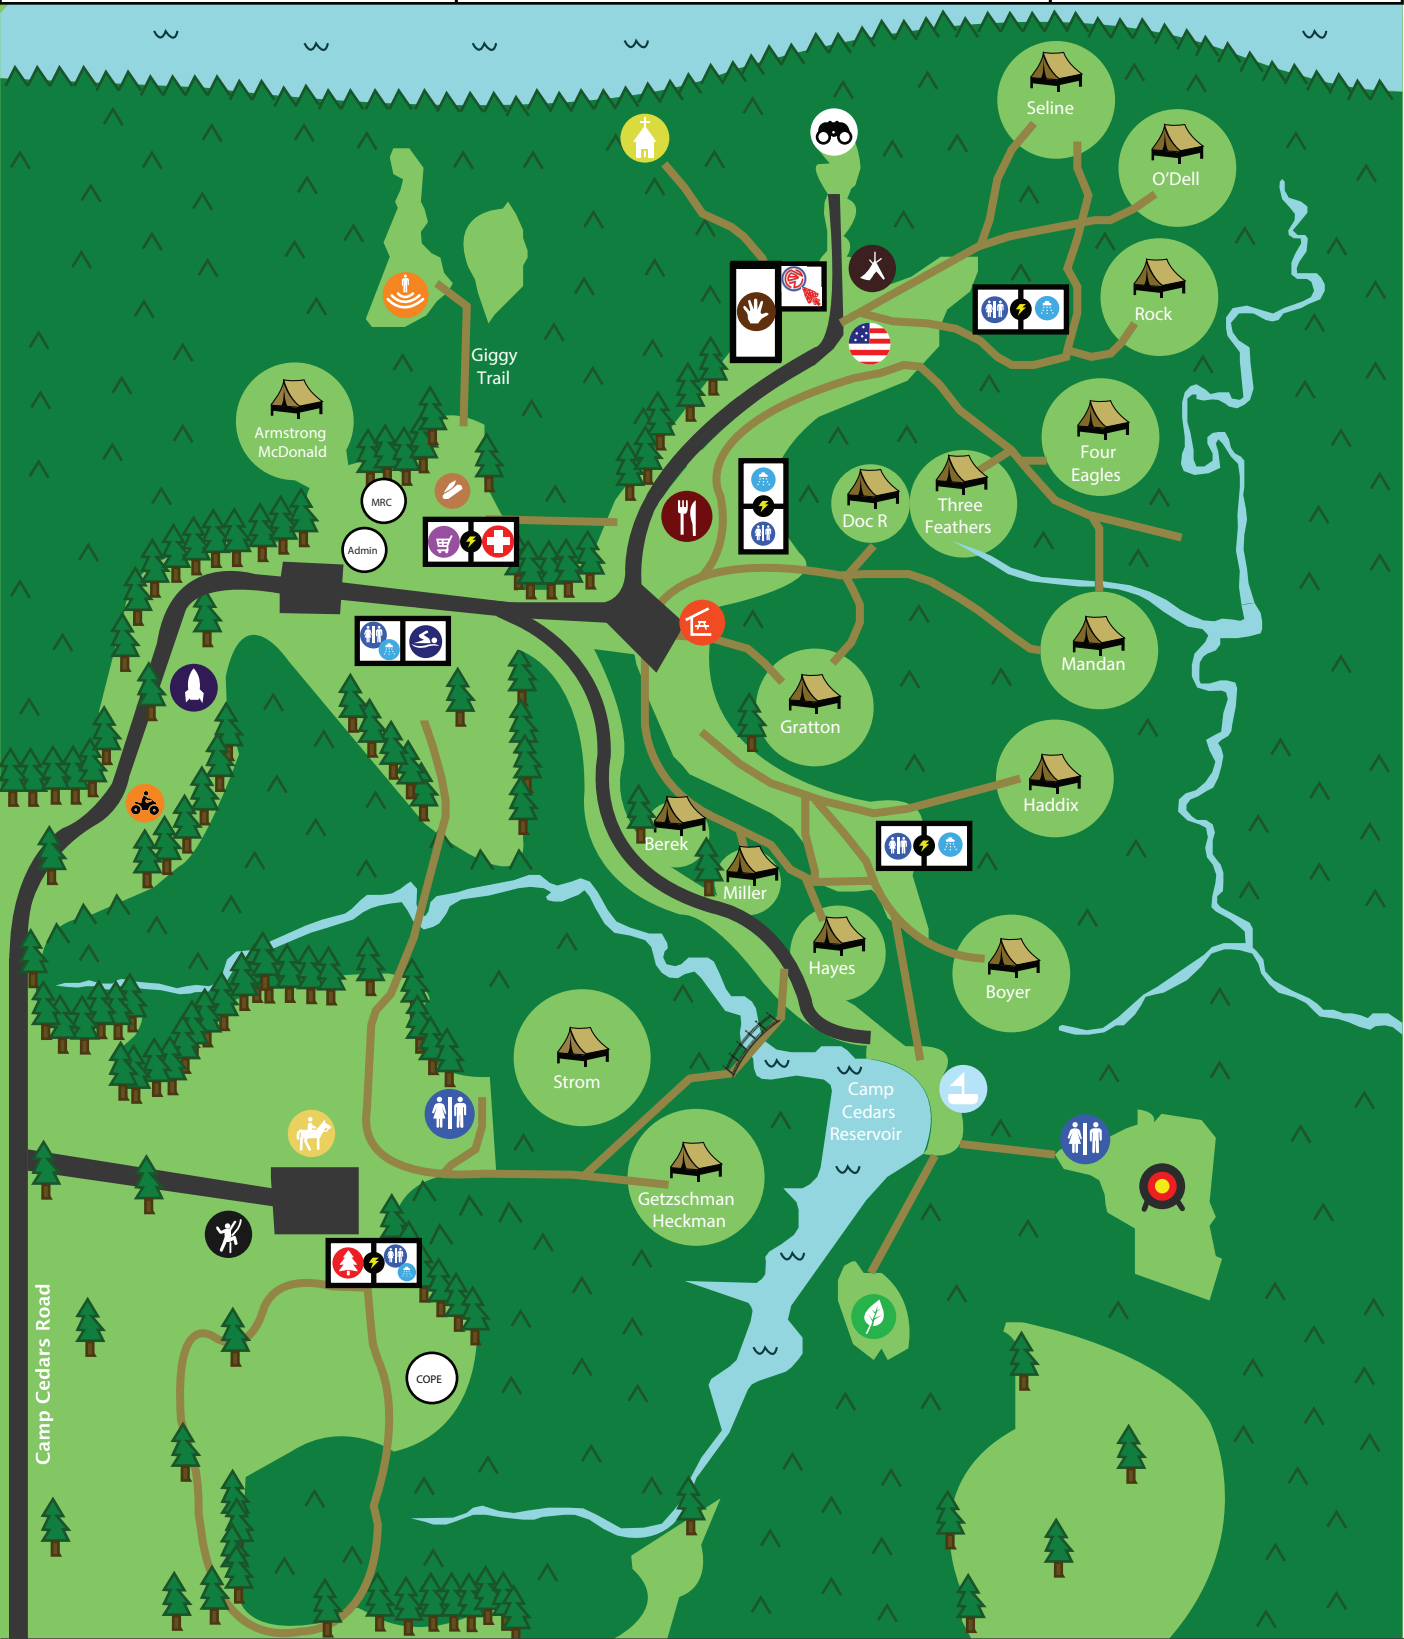 Seline
O'Dell
Rock
Giggy
Trail
Armstrong
McDonald
Four
Eagles
MRC
Three
Feathers
Doc R
Admin
Mandan
Gratton
Haddix
Berek
Miller
Hayes
Boyer
Strom
Camp
Cedars
Reservoir
Getzschman
Heckman
Camp Cedars Road
COPE